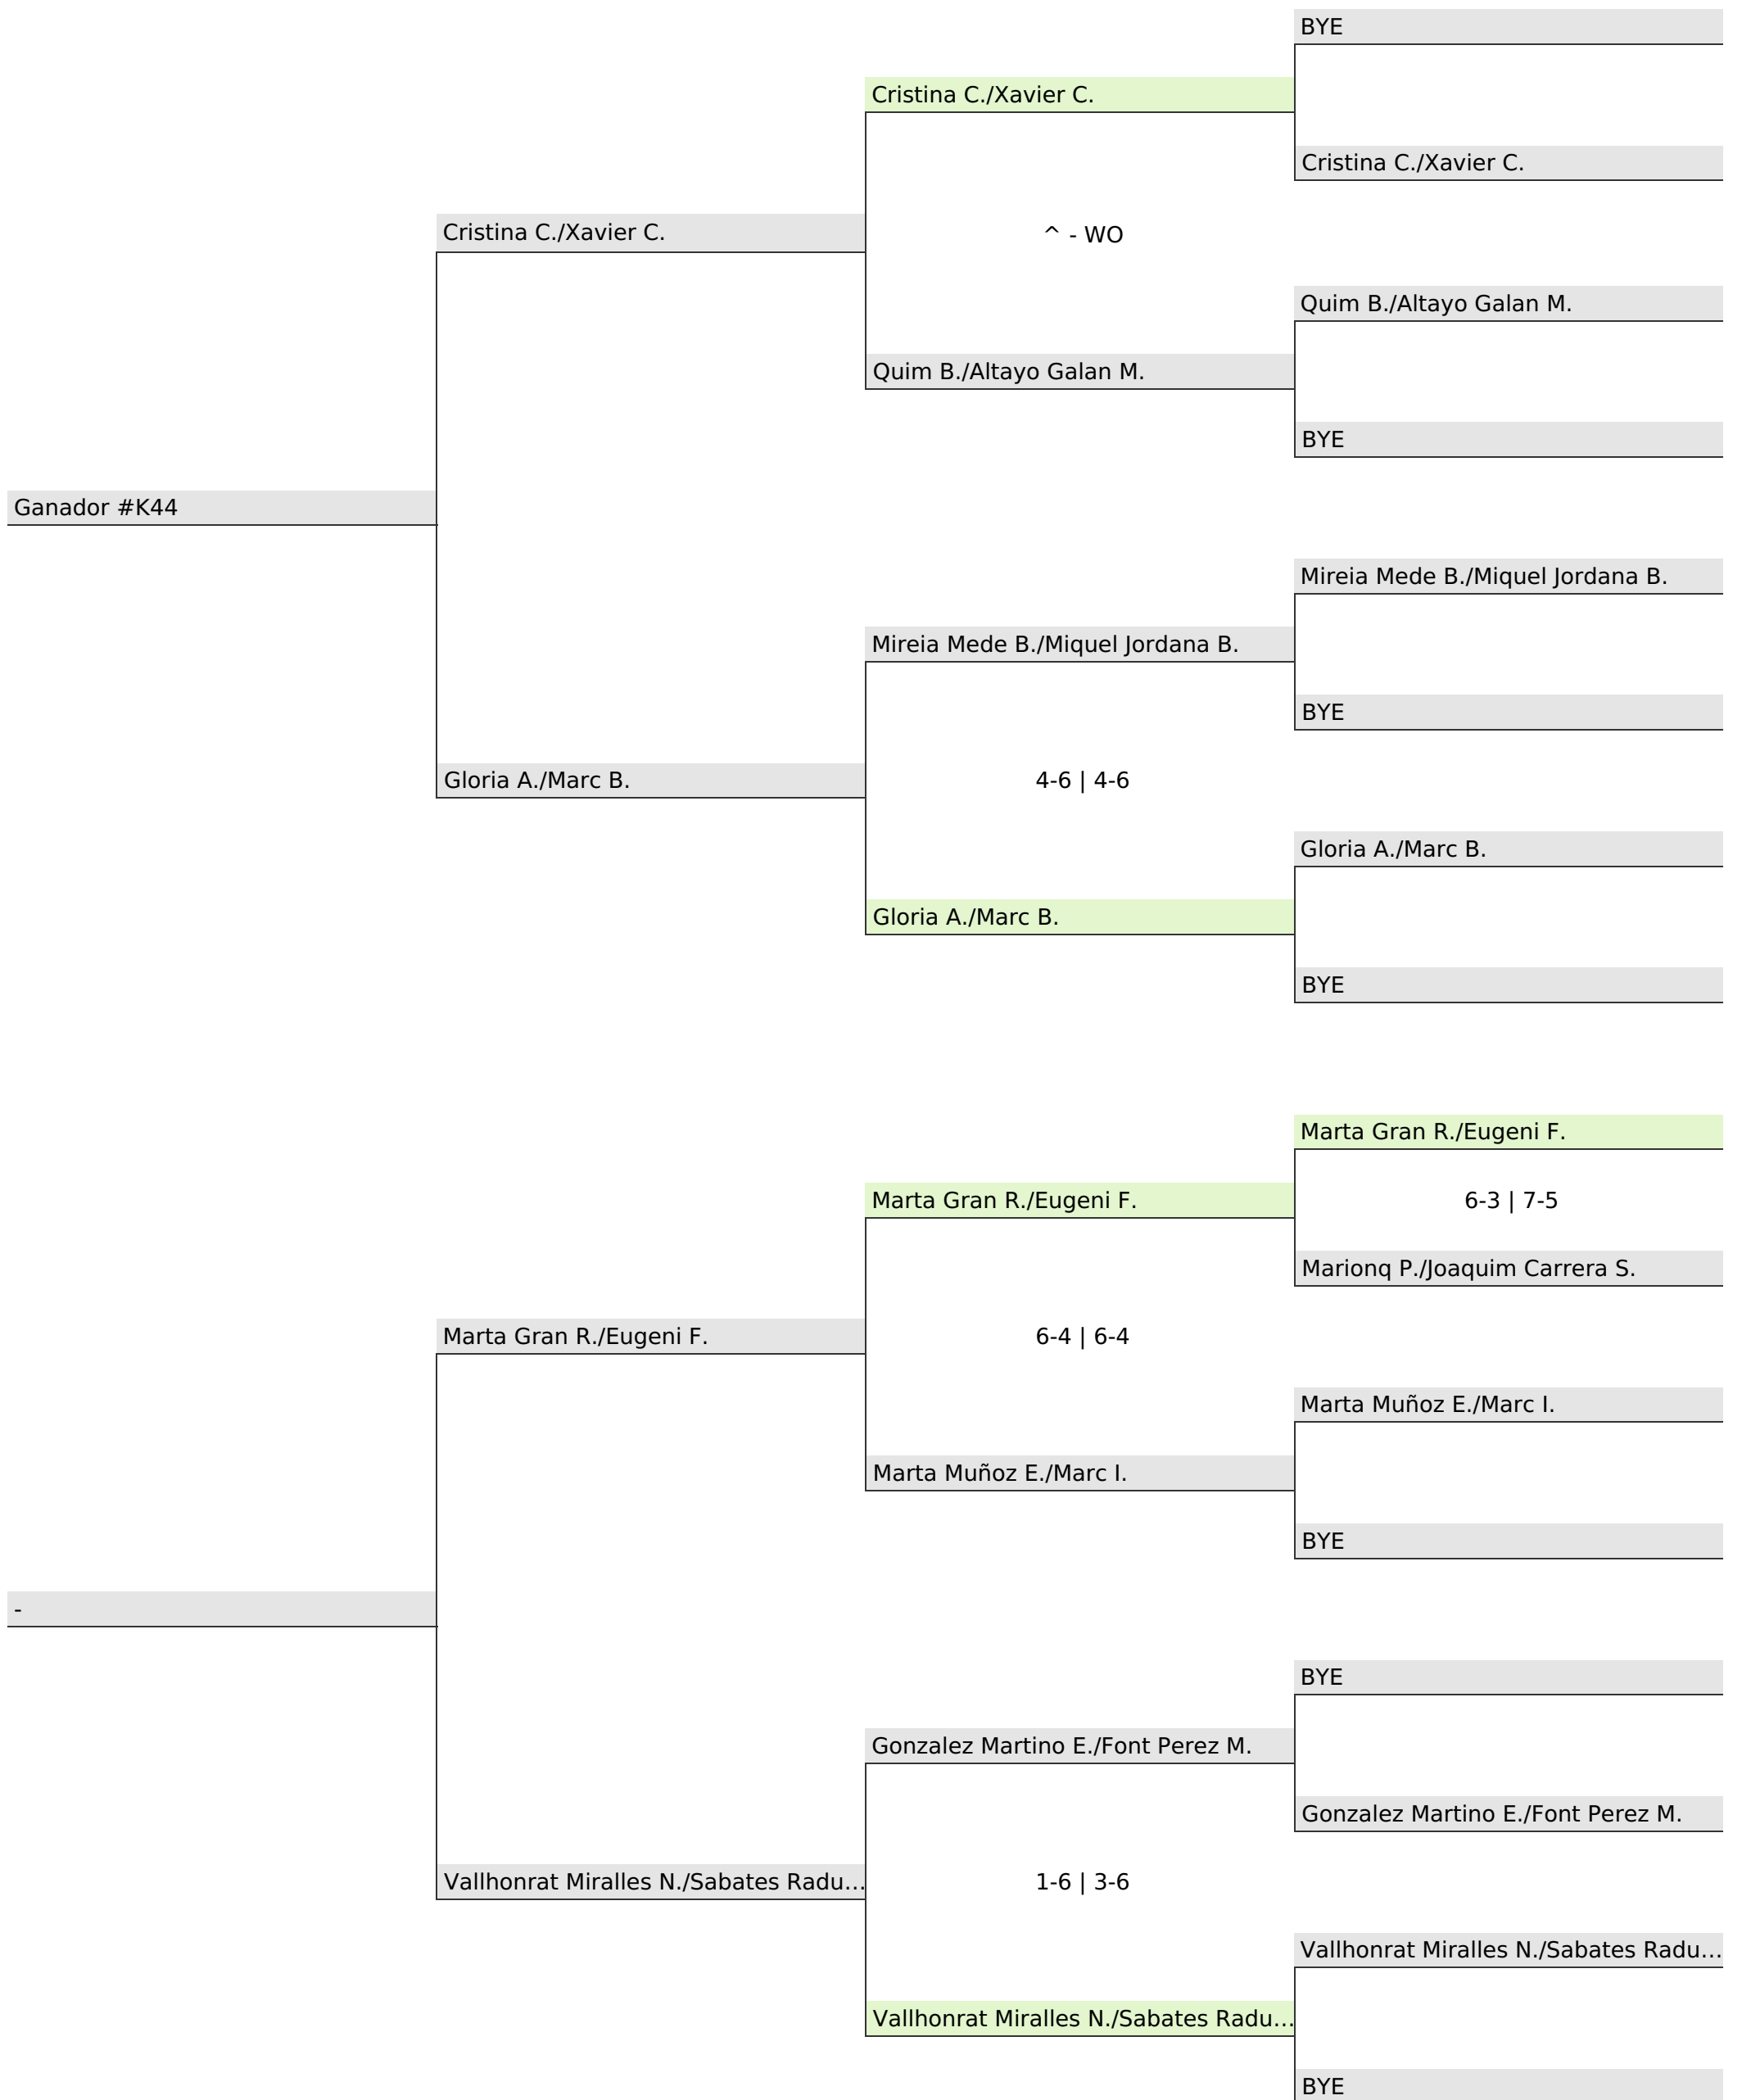 BYE
Cristina C./Xavier C.
Cristina C./Xavier C.
Cristina C./Xavier C.
^ - WO
Quim B./Altayo Galan M.
Quim B./Altayo Galan M.
BYE
Ganador #K44
Mireia Mede B./Miquel Jordana B.
Mireia Mede B./Miquel Jordana B.
BYE
Gloria A./Marc B.
4-6 | 4-6
Gloria A./Marc B.
Gloria A./Marc B.
BYE
Marta Gran R./Eugeni F.
Marta Gran R./Eugeni F.
6-3 | 7-5
Marionq P./Joaquim Carrera S.
Marta Gran R./Eugeni F.
6-4 | 6-4
Marta Muñoz E./Marc I.
Marta Muñoz E./Marc I.
BYE
-
BYE
Gonzalez Martino E./Font Perez M.
Gonzalez Martino E./Font Perez M.
Vallhonrat Miralles N./Sabates Radu...
1-6 | 3-6
Vallhonrat Miralles N./Sabates Radu...
Vallhonrat Miralles N./Sabates Radu...
BYE